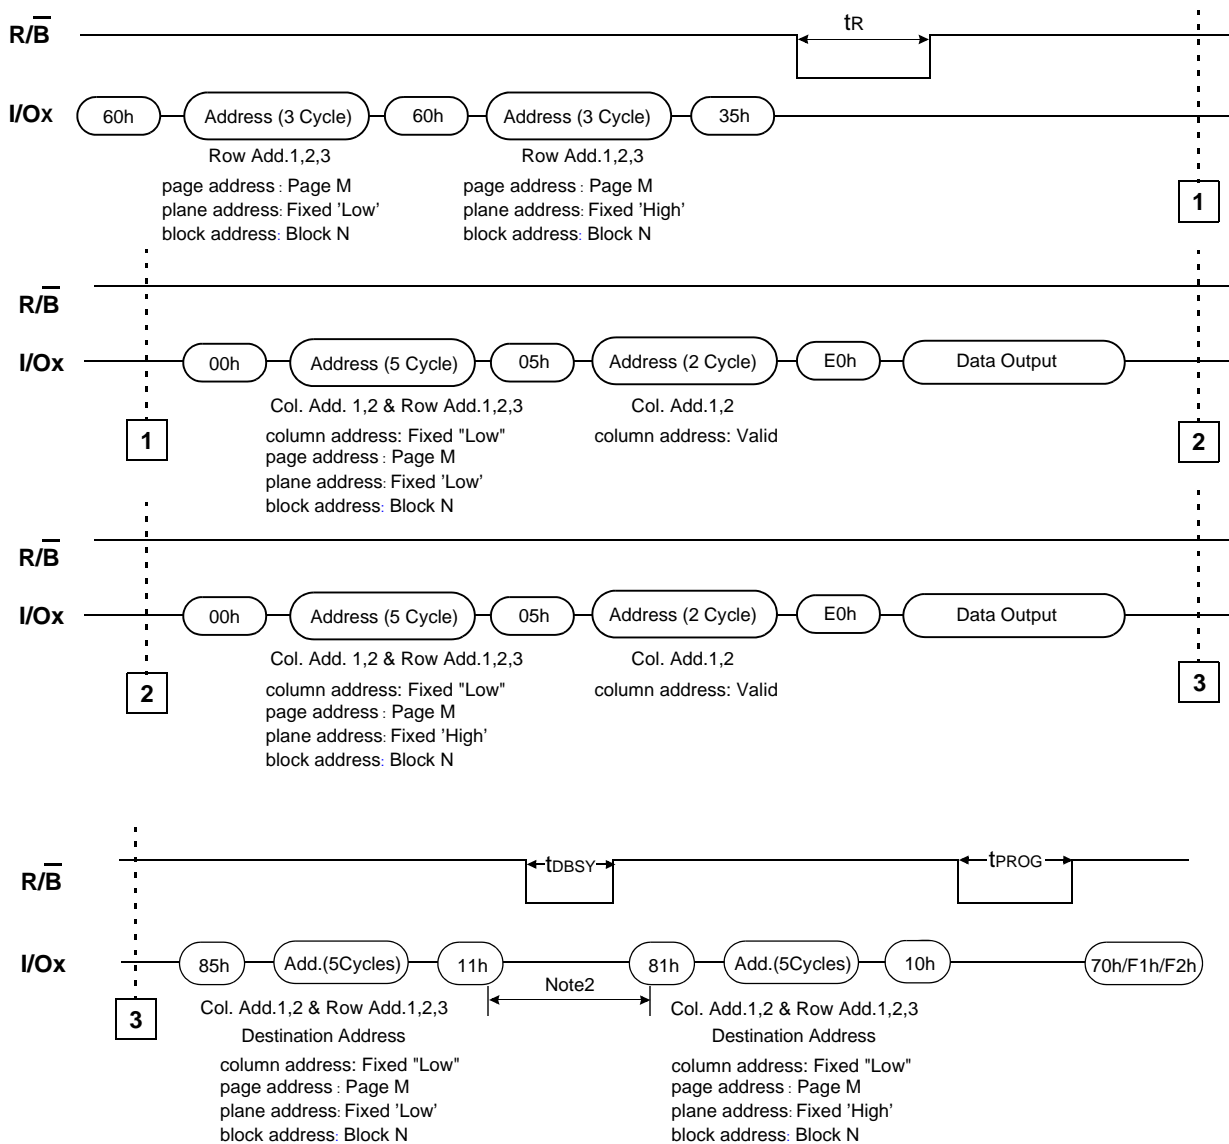 tR
R/B
I/Ox
60h Address (3 Cycle) 60h Address (3 Cycle) 35h
Row Add.1,2,3 Row Add.1,2,3
page address : Page M page address : Page M
plane address: Fixed 'Low' plane address: Fixed 'High'
block address: Block N block address: Block N
1
R/B
I/Ox
00h Address (5 Cycle) 05h Address (2 Cycle) E0h Data Output
Col. Add. 1,2 & Row Add.1,2,3 Col. Add.1,2
1 column address: Fixed "Low" column address: Valid 2
page address : Page M
plane address: Fixed 'Low'
block address: Block N
R/B
I/Ox
00h Address (5 Cycle) 05h Address (2 Cycle) E0h Data Output
Col. Add. 1,2 & Row Add.1,2,3 Col. Add.1,2
2 column address: Fixed "Low" column address: Valid 3
page address : Page M
plane address: Fixed 'High'
block address: Block N
tDBSY tPROG
R/B
I/Ox
85h Add.(5Cycles) 11h 81h Add.(5Cycles) 10h 70h/F1h/F2h
Note2
3 Col. Add.1,2 & Row Add.1,2,3 Col. Add.1,2 & Row Add.1,2,3
Destination Address Destination Address
column address: Fixed "Low" column address: Fixed "Low"
page address : Page M page address : Page M
plane address: Fixed 'Low' plane address: Fixed 'High'
block address: Block N block address: Block N